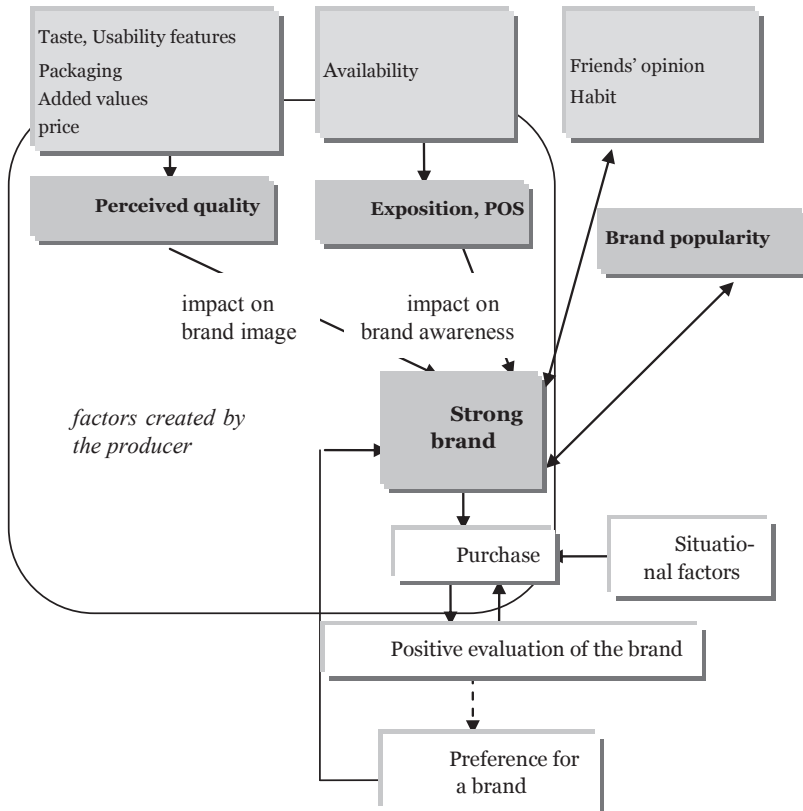 Taste, Usability features
Packaging
Added values
price
Availability
Friends’ opinion
Habit
Perceived quality
Exposition, POS
Brand popularity
impact on
brand image
impact on
brand awareness
factors created by
the producer
Strong
brand
Purchase
Situatio-
nal factors
Positive evaluation of the brand
Preference for
a brand